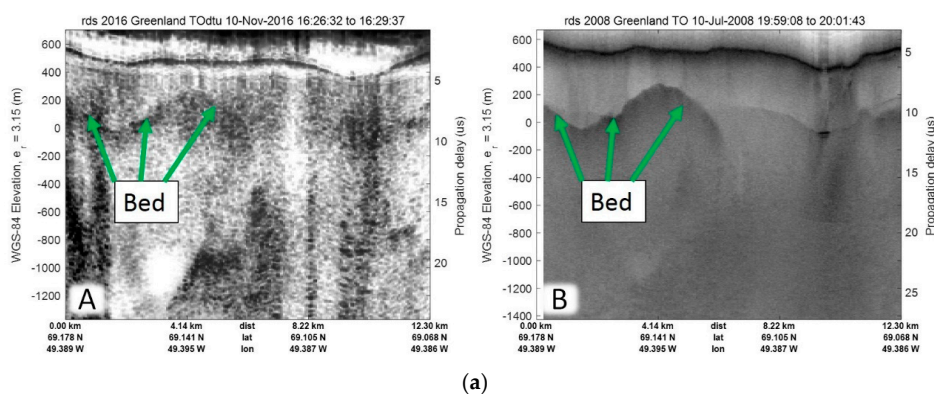 rds 2016 Greenland TOdtu 10-Nov-2016 16:26:32 to 16:29:37
WGS-84 Elevation, e_r = 3.15 (m)
600
400
200
0
-200
-400
-600
-800
-1000
-1200
Propagation delay (us)
5
10
15
20
Bed
A
0.00 km 4.14 km dist 8.22 km 12.30 km
69.178 N 69.141 N lat 69.105 N 69.068 N
49.389 W 49.395 W lon 49.387 W 49.386 W
rds 2008 Greenland TO 10-Jul-2008 19:59:08 to 20:01:43
WGS-84 Elevation, e_r = 3.15 (m)
600
400
200
0
-200
-400
-600
-800
-1000
-1200
-1400
Propagation delay (us)
5
10
15
20
25
Bed
B
0.00 km 4.14 km dist 8.22 km 12.30 km
69.178 N 69.141 N lat 69.105 N 69.068 N
49.389 W 49.395 W lon 49.387 W 49.386 W
(a)